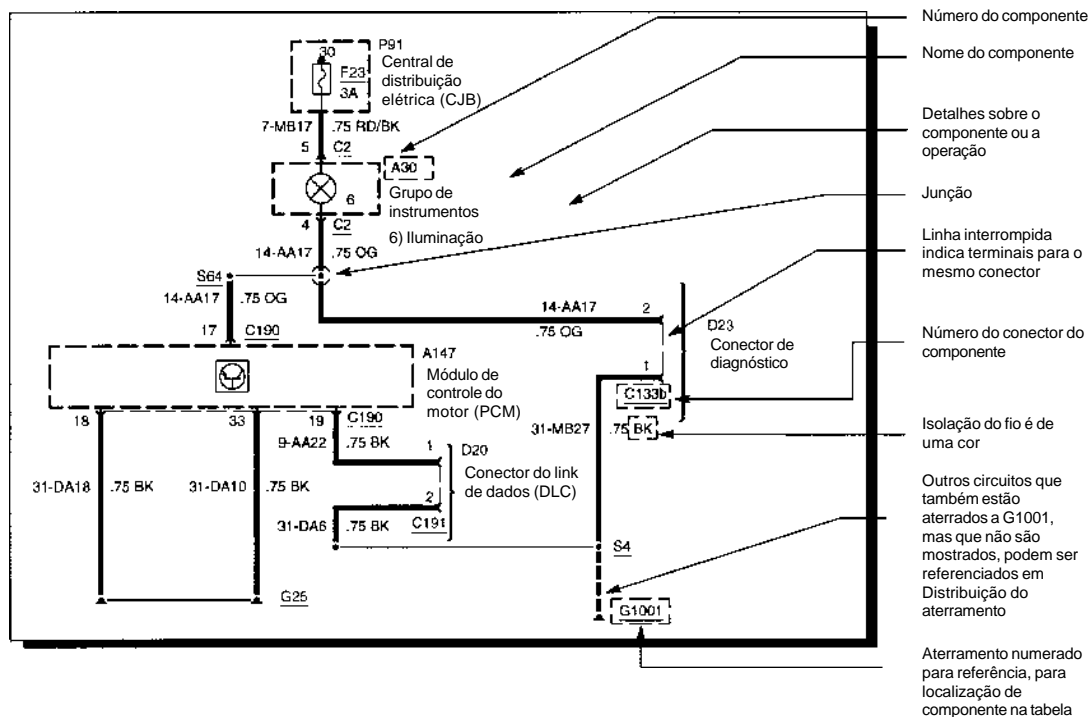 Número do componente
Nome do componente
Detalhes sobre o
componente ou a
operação
Junção
Linha interrompida
indica terminais para o
mesmo conector
Número do conector do
componente
Isolação do fio é de
uma cor
Outros circuitos que
também estão
aterrados a G1001,
mas que não são
mostrados, podem ser
referenciados em
Distribuição do
aterramento
Aterramento numerado
para referência, para
localização de
componente na tabela
30
F23
3A
P91
Central de
distribuição
elétrica (CJB)
7-MB17 .75 RD/BK
5 C2
A30
6
Grupo de
instrumentos
4 C2
6) Iluminação
14-AA17 .75 OG
S64
14-AA17 .75 OG
17 C190
14-AA17 2
.75 OG
D23
Conector de
diagnóstico
1
C133b
A147
Módulo de
controle do
motor (PCM)
18 33 19 C190
31-MB27 .75 BK
9-AA22 .75 BK
1 D20
Conector do link
de dados (DLC)
31-DA18 .75 BK 31-DA10 .75 BK
2
31-DA6 .75 BK C191
S4
G25
G1001